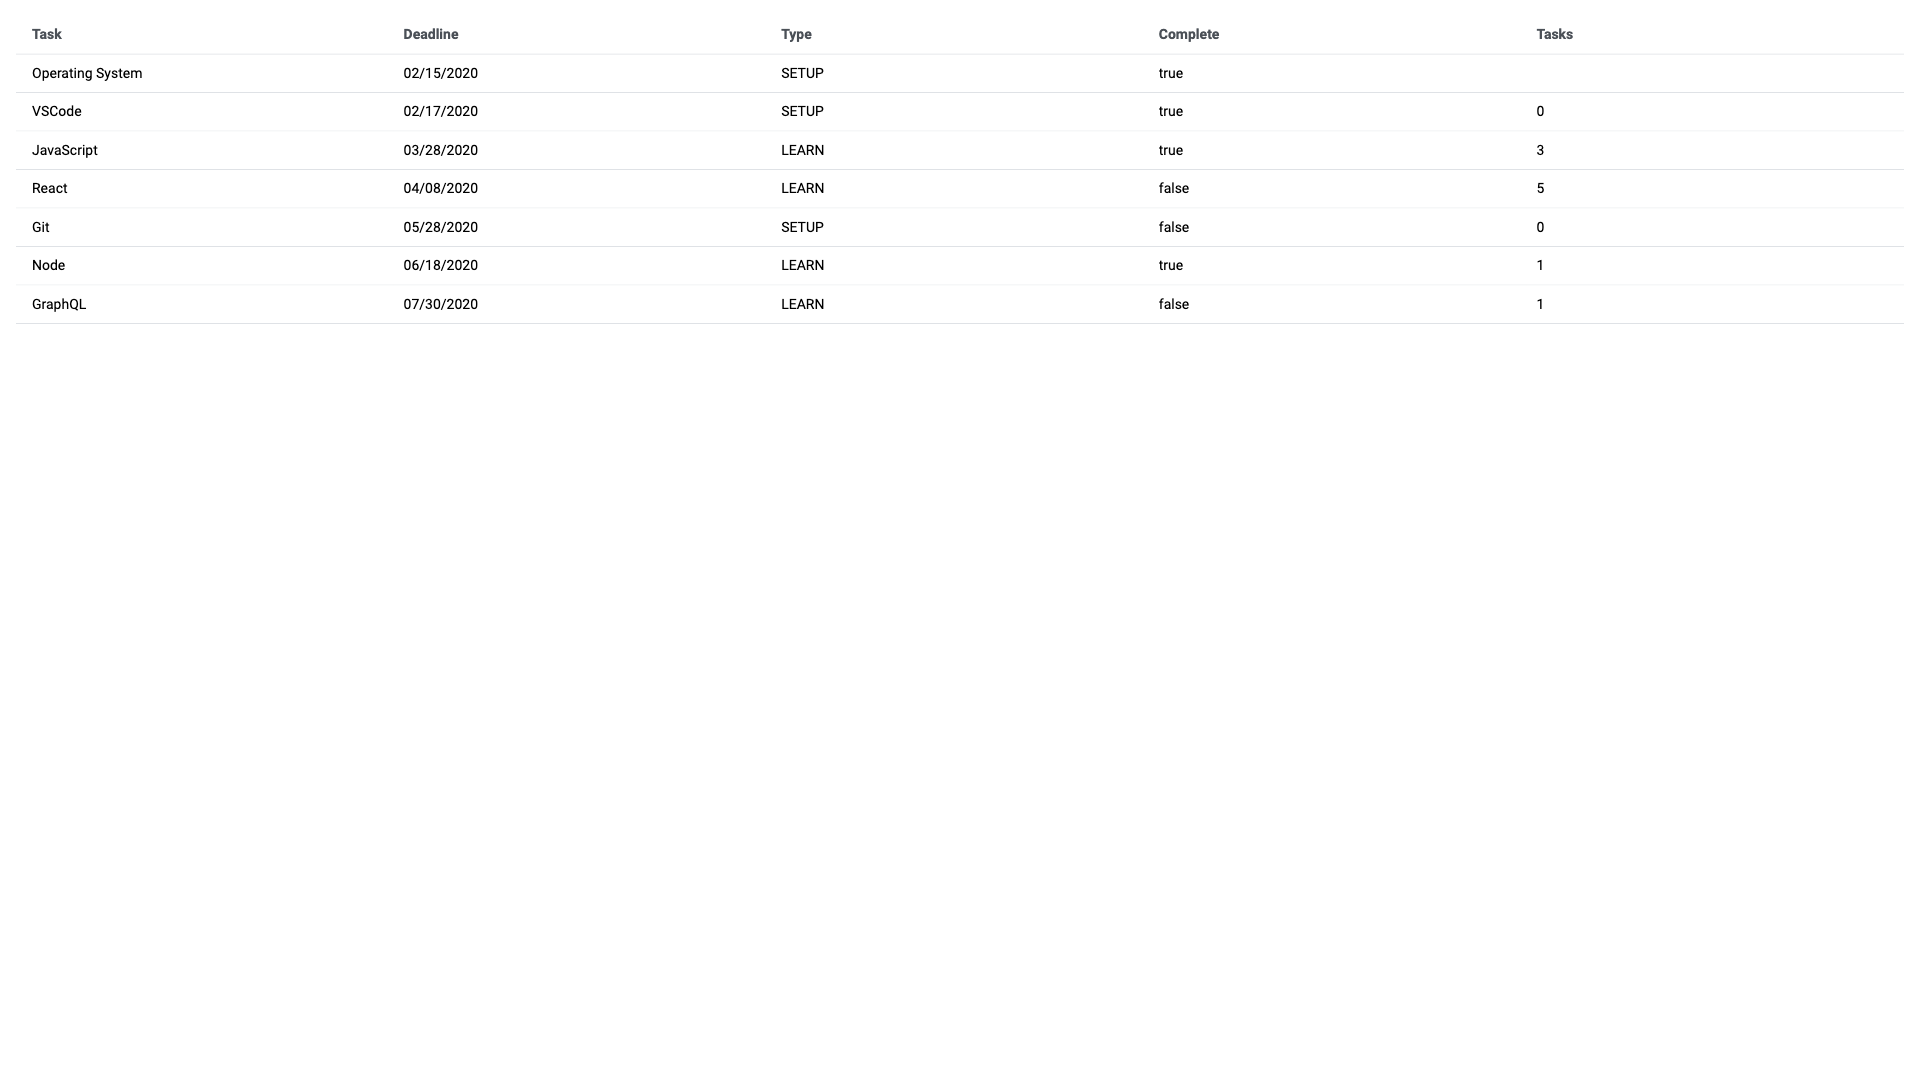 Task Deadline Type Complete Tasks
Operating System 02/15/2020 SETUP true
VSCode 02/17/2020 SETUP true 0
JavaScript 03/28/2020 LEARN true 3
React 04/08/2020 LEARN false 5
Git 05/28/2020 SETUP false 0
Node 06/18/2020 LEARN true 1
GraphQL 07/30/2020 LEARN false 1